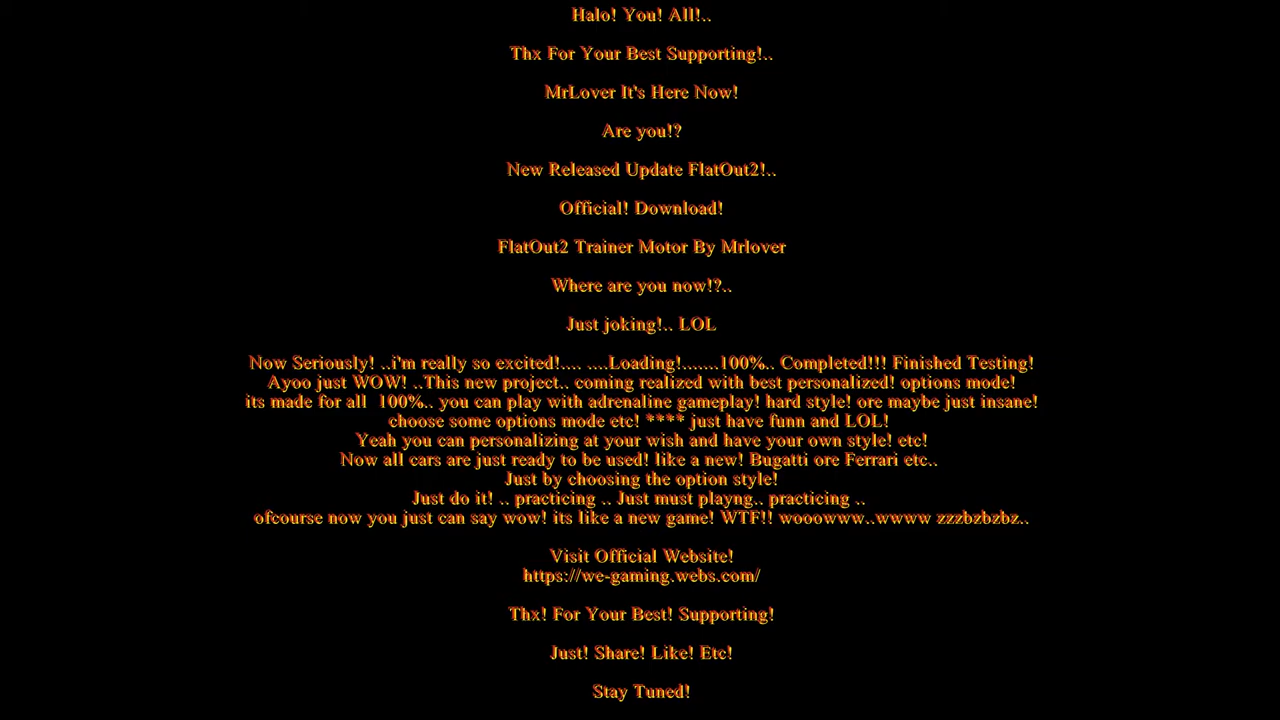 Halo! You! All!..
Thx For Your Best Supporting!..
MrLover It's Here Now!
Are you!?
New Released Update FlatOut2!..
Official! Download!
FlatOut2 Trainer Motor By Mrlover
Where are you now!?..
Just joking!.. LOL
Now Seriously! ..i'm really so excited!.... ....Loading!.......100%.. Completed!!! Finished Testing!
Ayoo just WOW! ..This new project.. coming realized with best personalized! options mode!
its made for all  100%.. you can play with adrenaline gameplay! hard style! ore maybe just insane!
choose some options mode etc! **** just have funn and LOL!
Yeah you can personalizing at your wish and have your own style! etc!
Now all cars are just ready to be used! like a new! Bugatti ore Ferrari etc..
Just by choosing the option style!
Just do it! .. practicing .. Just must playng.. practicing ..
ofcourse now you just can say wow! its like a new game! WTF!! wooowww..wwww zzzbzbzbz..
Visit Official Website!
https://we-gaming.webs.com/
Thx! For Your Best! Supporting!
Just! Share! Like! Etc!
Stay Tuned!